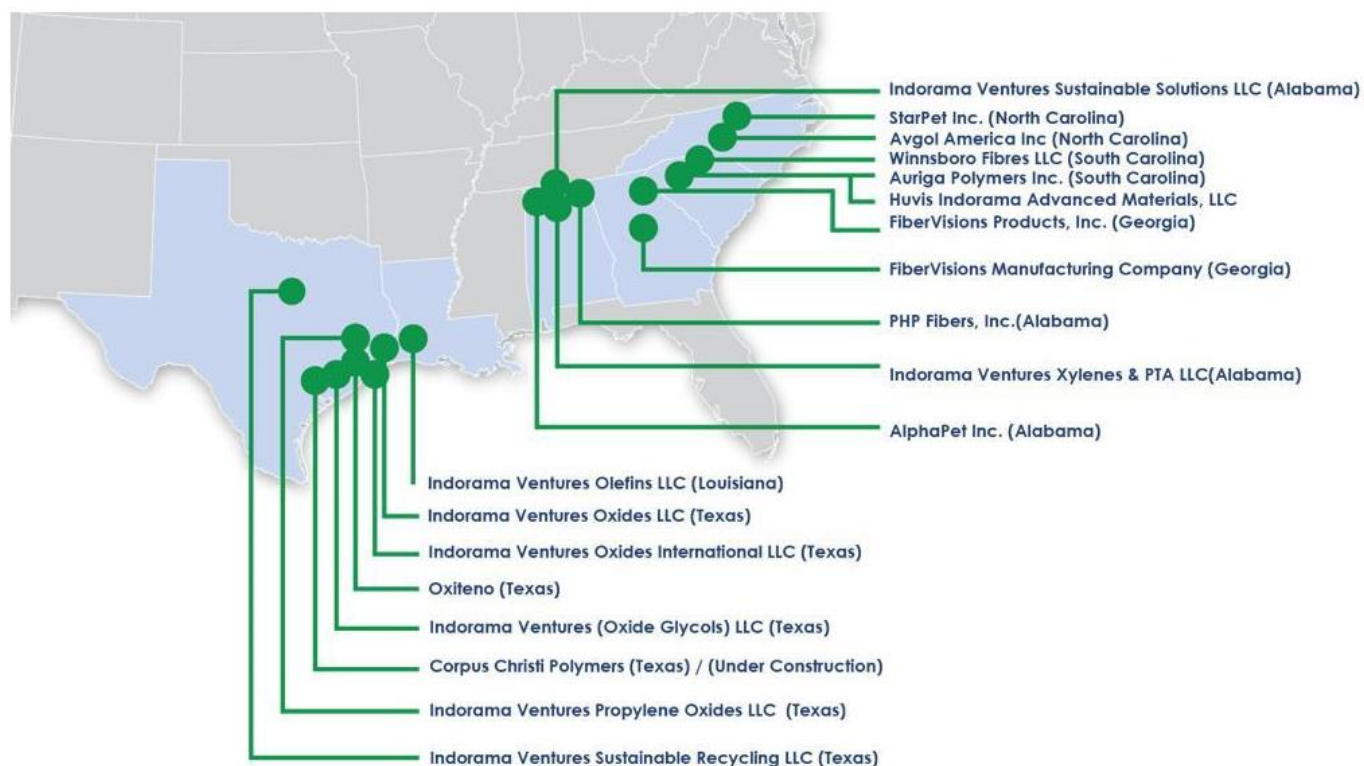 Indorama Ventures Sustainable Solutions LLC (Alabama)
StarPet Inc. (North Carolina)
Avgol America Inc (North Carolina)
Winnsboro Fibres LLC (South Carolina)
Auriga Polymers Inc. (South Carolina)
Huvis Indorama Advanced Materials, LLC
FiberVisions Products, Inc. (Georgia)
FiberVisions Manufacturing Company (Georgia)
PHP Fibers, Inc.(Alabama)
Indorama Ventures Xylenes & PTA LLC(Alabama)
AlphaPet Inc. (Alabama)
Indorama Ventures Olefins LLC (Louisiana)
Indorama Ventures Oxides LLC (Texas)
Indorama Ventures Oxides International LLC (Texas)
Oxiteno (Texas)
Indorama Ventures (Oxide Glycols) LLC (Texas)
Corpus Christi Polymers (Texas) / (Under Construction)
Indorama Ventures Propylene Oxides LLC (Texas)
Indorama Ventures Sustainable Recycling LLC (Texas)